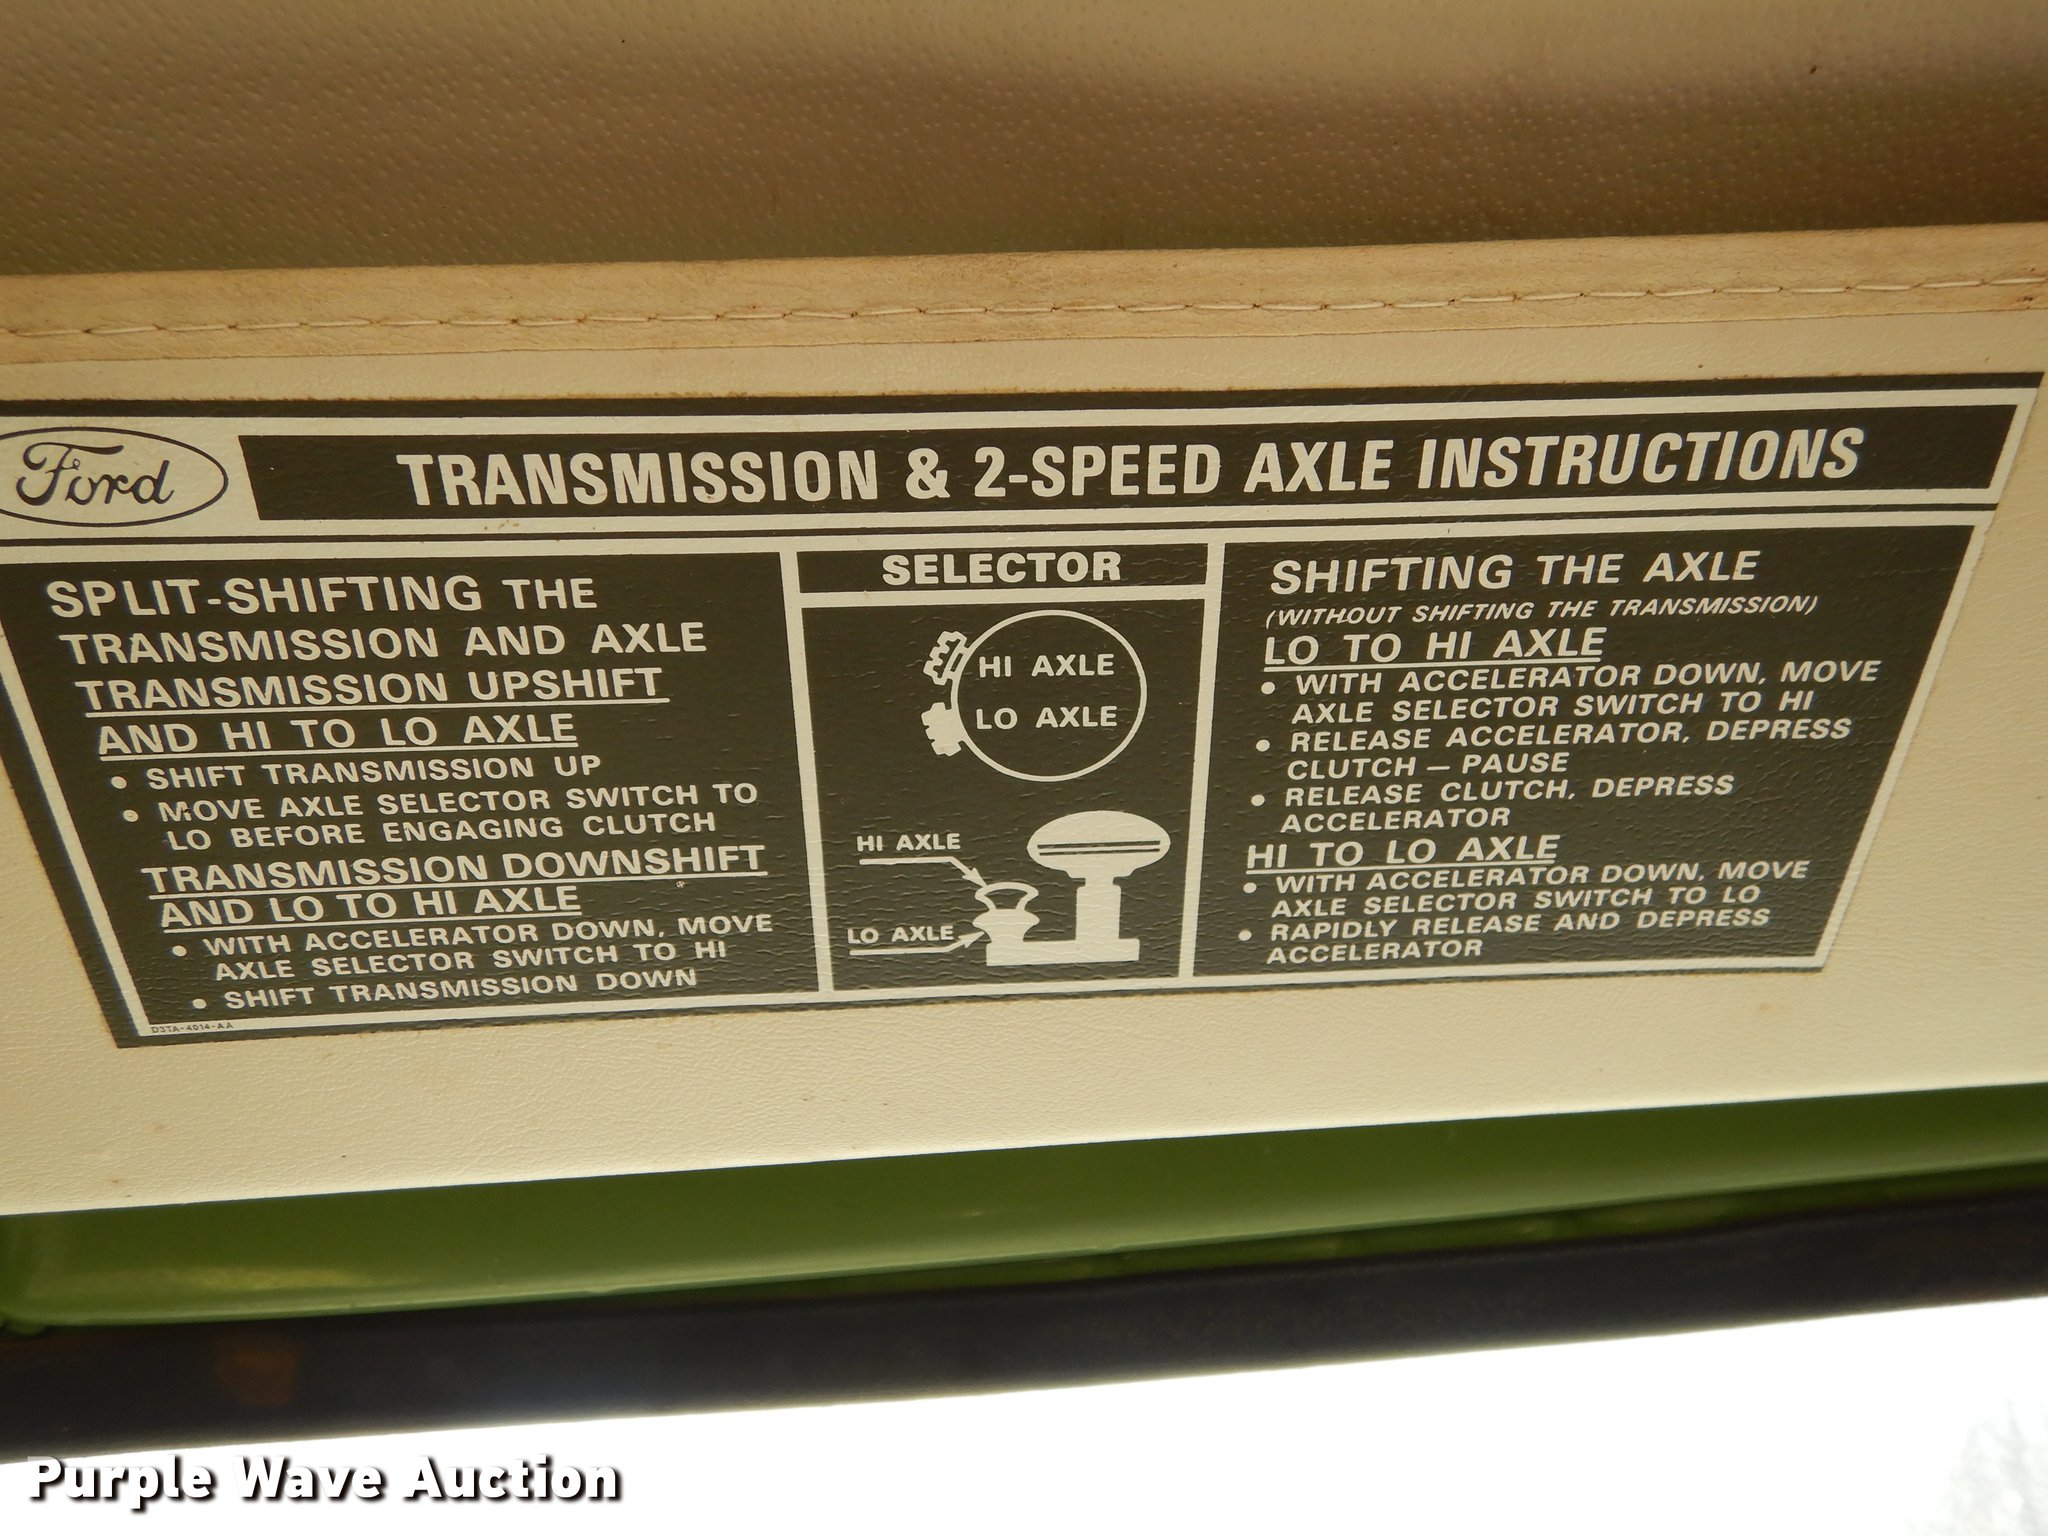 Ford
TRANSMISSION & 2-SPEED AXLE INSTRUCTIONS
SPLIT-SHIFTING THE
TRANSMISSION AND AXLE
TRANSMISSION UPSHIFT
AND HI TO LO AXLE
• SHIFT TRANSMISSION UP
• MOVE AXLE SELECTOR SWITCH TO
LO BEFORE ENGAGING CLUTCH
TRANSMISSION DOWNSHIFT
AND LO TO HI AXLE
• WITH ACCELERATOR DOWN, MOVE
AXLE SELECTOR SWITCH TO HI
• SHIFT TRANSMISSION DOWN
D3TA-4014-AA
SELECTOR
HI AXLE
LO AXLE
HI AXLE
LO AXLE
SHIFTING THE AXLE
(WITHOUT SHIFTING THE TRANSMISSION)
LO TO HI AXLE
• WITH ACCELERATOR DOWN, MOVE
AXLE SELECTOR SWITCH TO HI
• RELEASE ACCELERATOR, DEPRESS
CLUTCH — PAUSE
• RELEASE CLUTCH, DEPRESS
ACCELERATOR
HI TO LO AXLE
• WITH ACCELERATOR DOWN, MOVE
AXLE SELECTOR SWITCH TO LO
• RAPIDLY RELEASE AND DEPRESS
ACCELERATOR
Purple Wave Auction